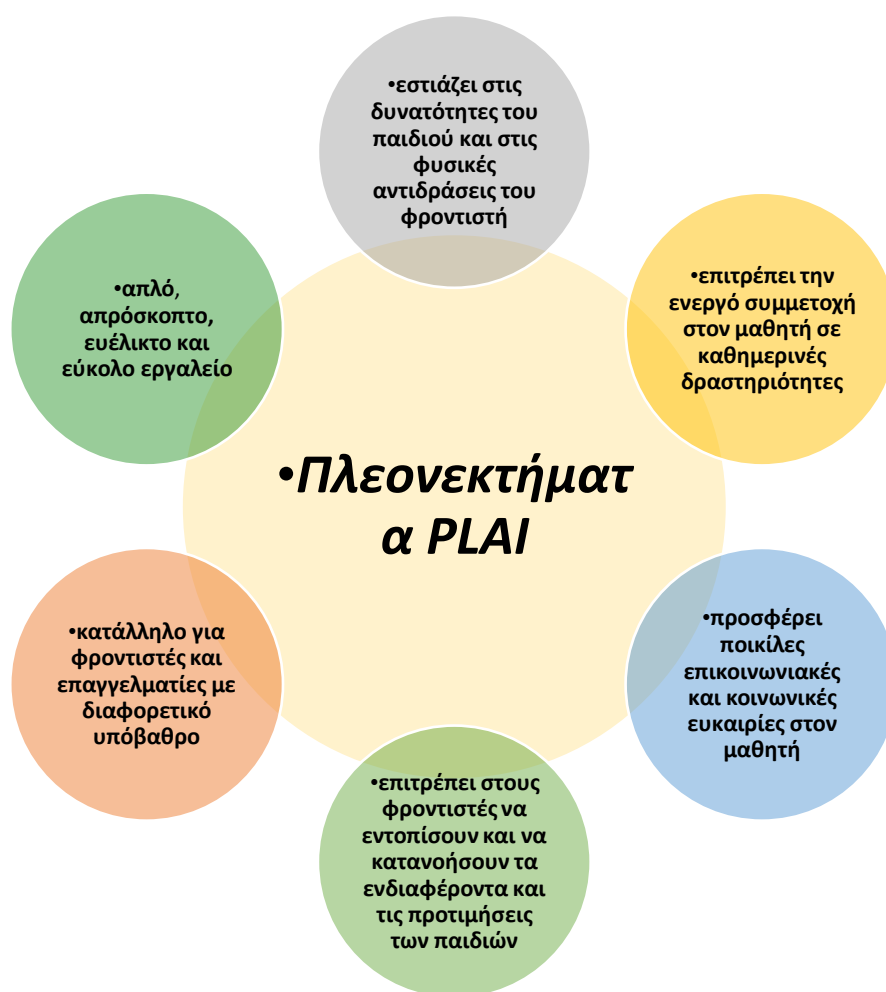 •εστιάζει στις
δυνατότητες του
παιδιού και στις
φυσικές
αντιδράσεις του
φροντιστή
•επιτρέπει την
ενεργό συμμετοχή
στον μαθητή σε
καθημερινές
δραστηριότητες
•προσφέρει
ποικίλες
επικοινωνιακές
και κοινωνικές
ευκαιρίες στον
μαθητή
•επιτρέπει στους
φροντιστές να
εντοπίσουν και να
κατανοήσουν τα
ενδιαφέροντα και
τις προτιμήσεις
των παιδιών
•κατάλληλο για
φροντιστές και
επαγγελματίες με
διαφορετικό
υπόβαθρο
•απλό,
απρόσκοπτο,
ευέλικτο και
εύκολο εργαλείο
•Πλεονεκτήματ
α PLAI